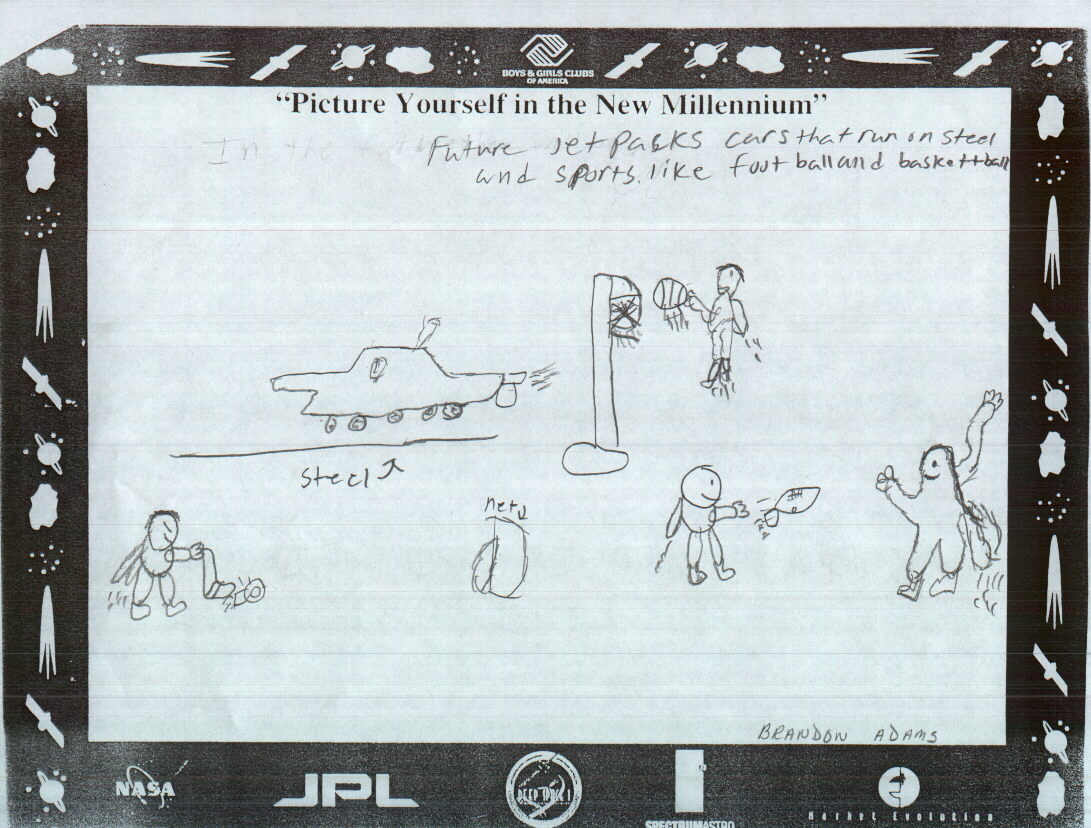 BOYS & GIRLS CLUBS
OF AMERICA
“Picture Yourself in the New Millennium”
In the
Future Jet Packs cars that run on steel
and sports. like foot ball and baskettball
Steel
net
BRANDON ADAMS
NASA
JPL
DEEP SPACE 1
SPECTRUMASTRO
Market Evolution